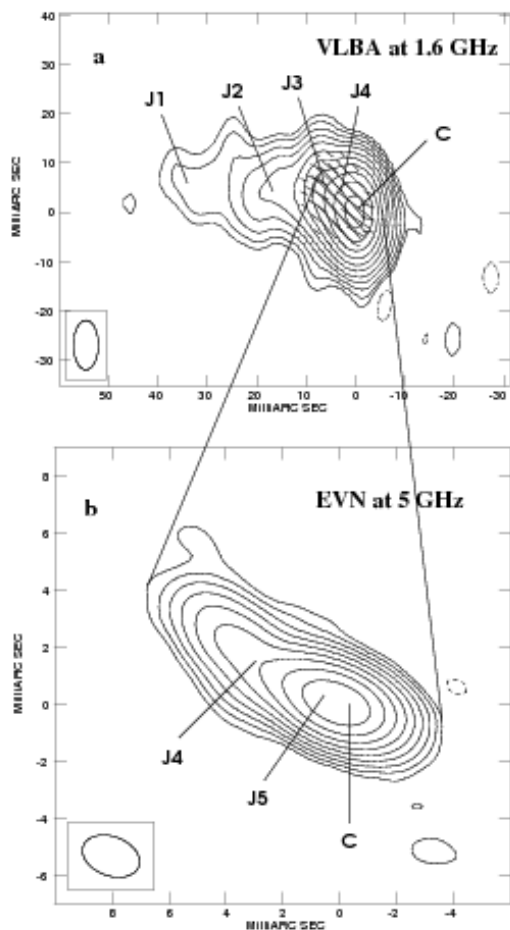 40
a
VLBA at 1.6 GHz
30
J3
J4
J2
J1
20
C
10
MilliARC SEC
0
-10
-20
-30
50 40 30 20 10 0 -10 -20 -30
MilliARC SEC
8
b
EVN at 5 GHz
6
4
2
MilliARC SEC
0
J4
-2
J5
-4
C
-6
8 6 4 2 0 -2 -4
MilliARC SEC